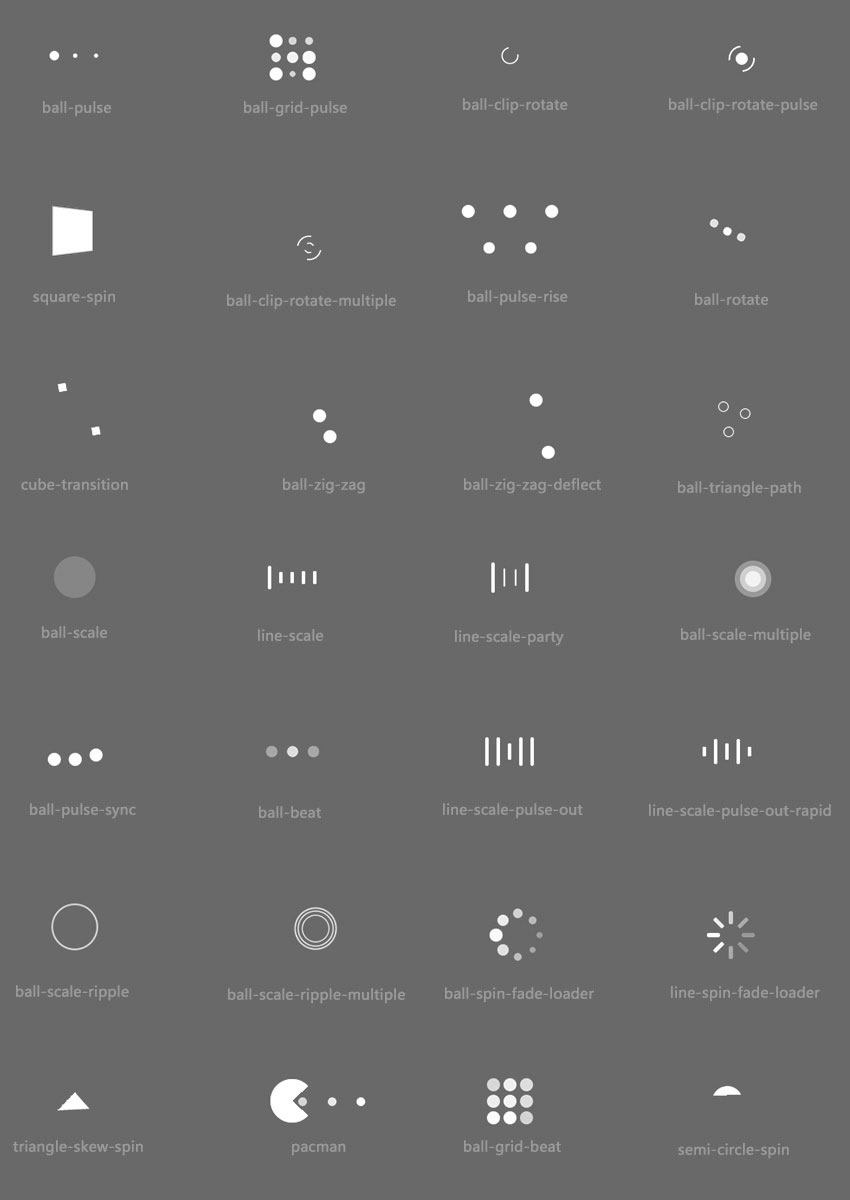 ball-pulse
ball-grid-pulse
ball-clip-rotate
ball-clip-rotate-pulse
square-spin
ball-clip-rotate-multiple
ball-pulse-rise
ball-rotate
cube-transition
ball-zig-zag
ball-zig-zag-deflect
ball-triangle-path
ball-scale
line-scale
line-scale-party
ball-scale-multiple
ball-pulse-sync
ball-beat
line-scale-pulse-out
line-scale-pulse-out-rapid
ball-scale-ripple
ball-scale-ripple-multiple
ball-spin-fade-loader
line-spin-fade-loader
triangle-skew-spin
pacman
ball-grid-beat
semi-circle-spin